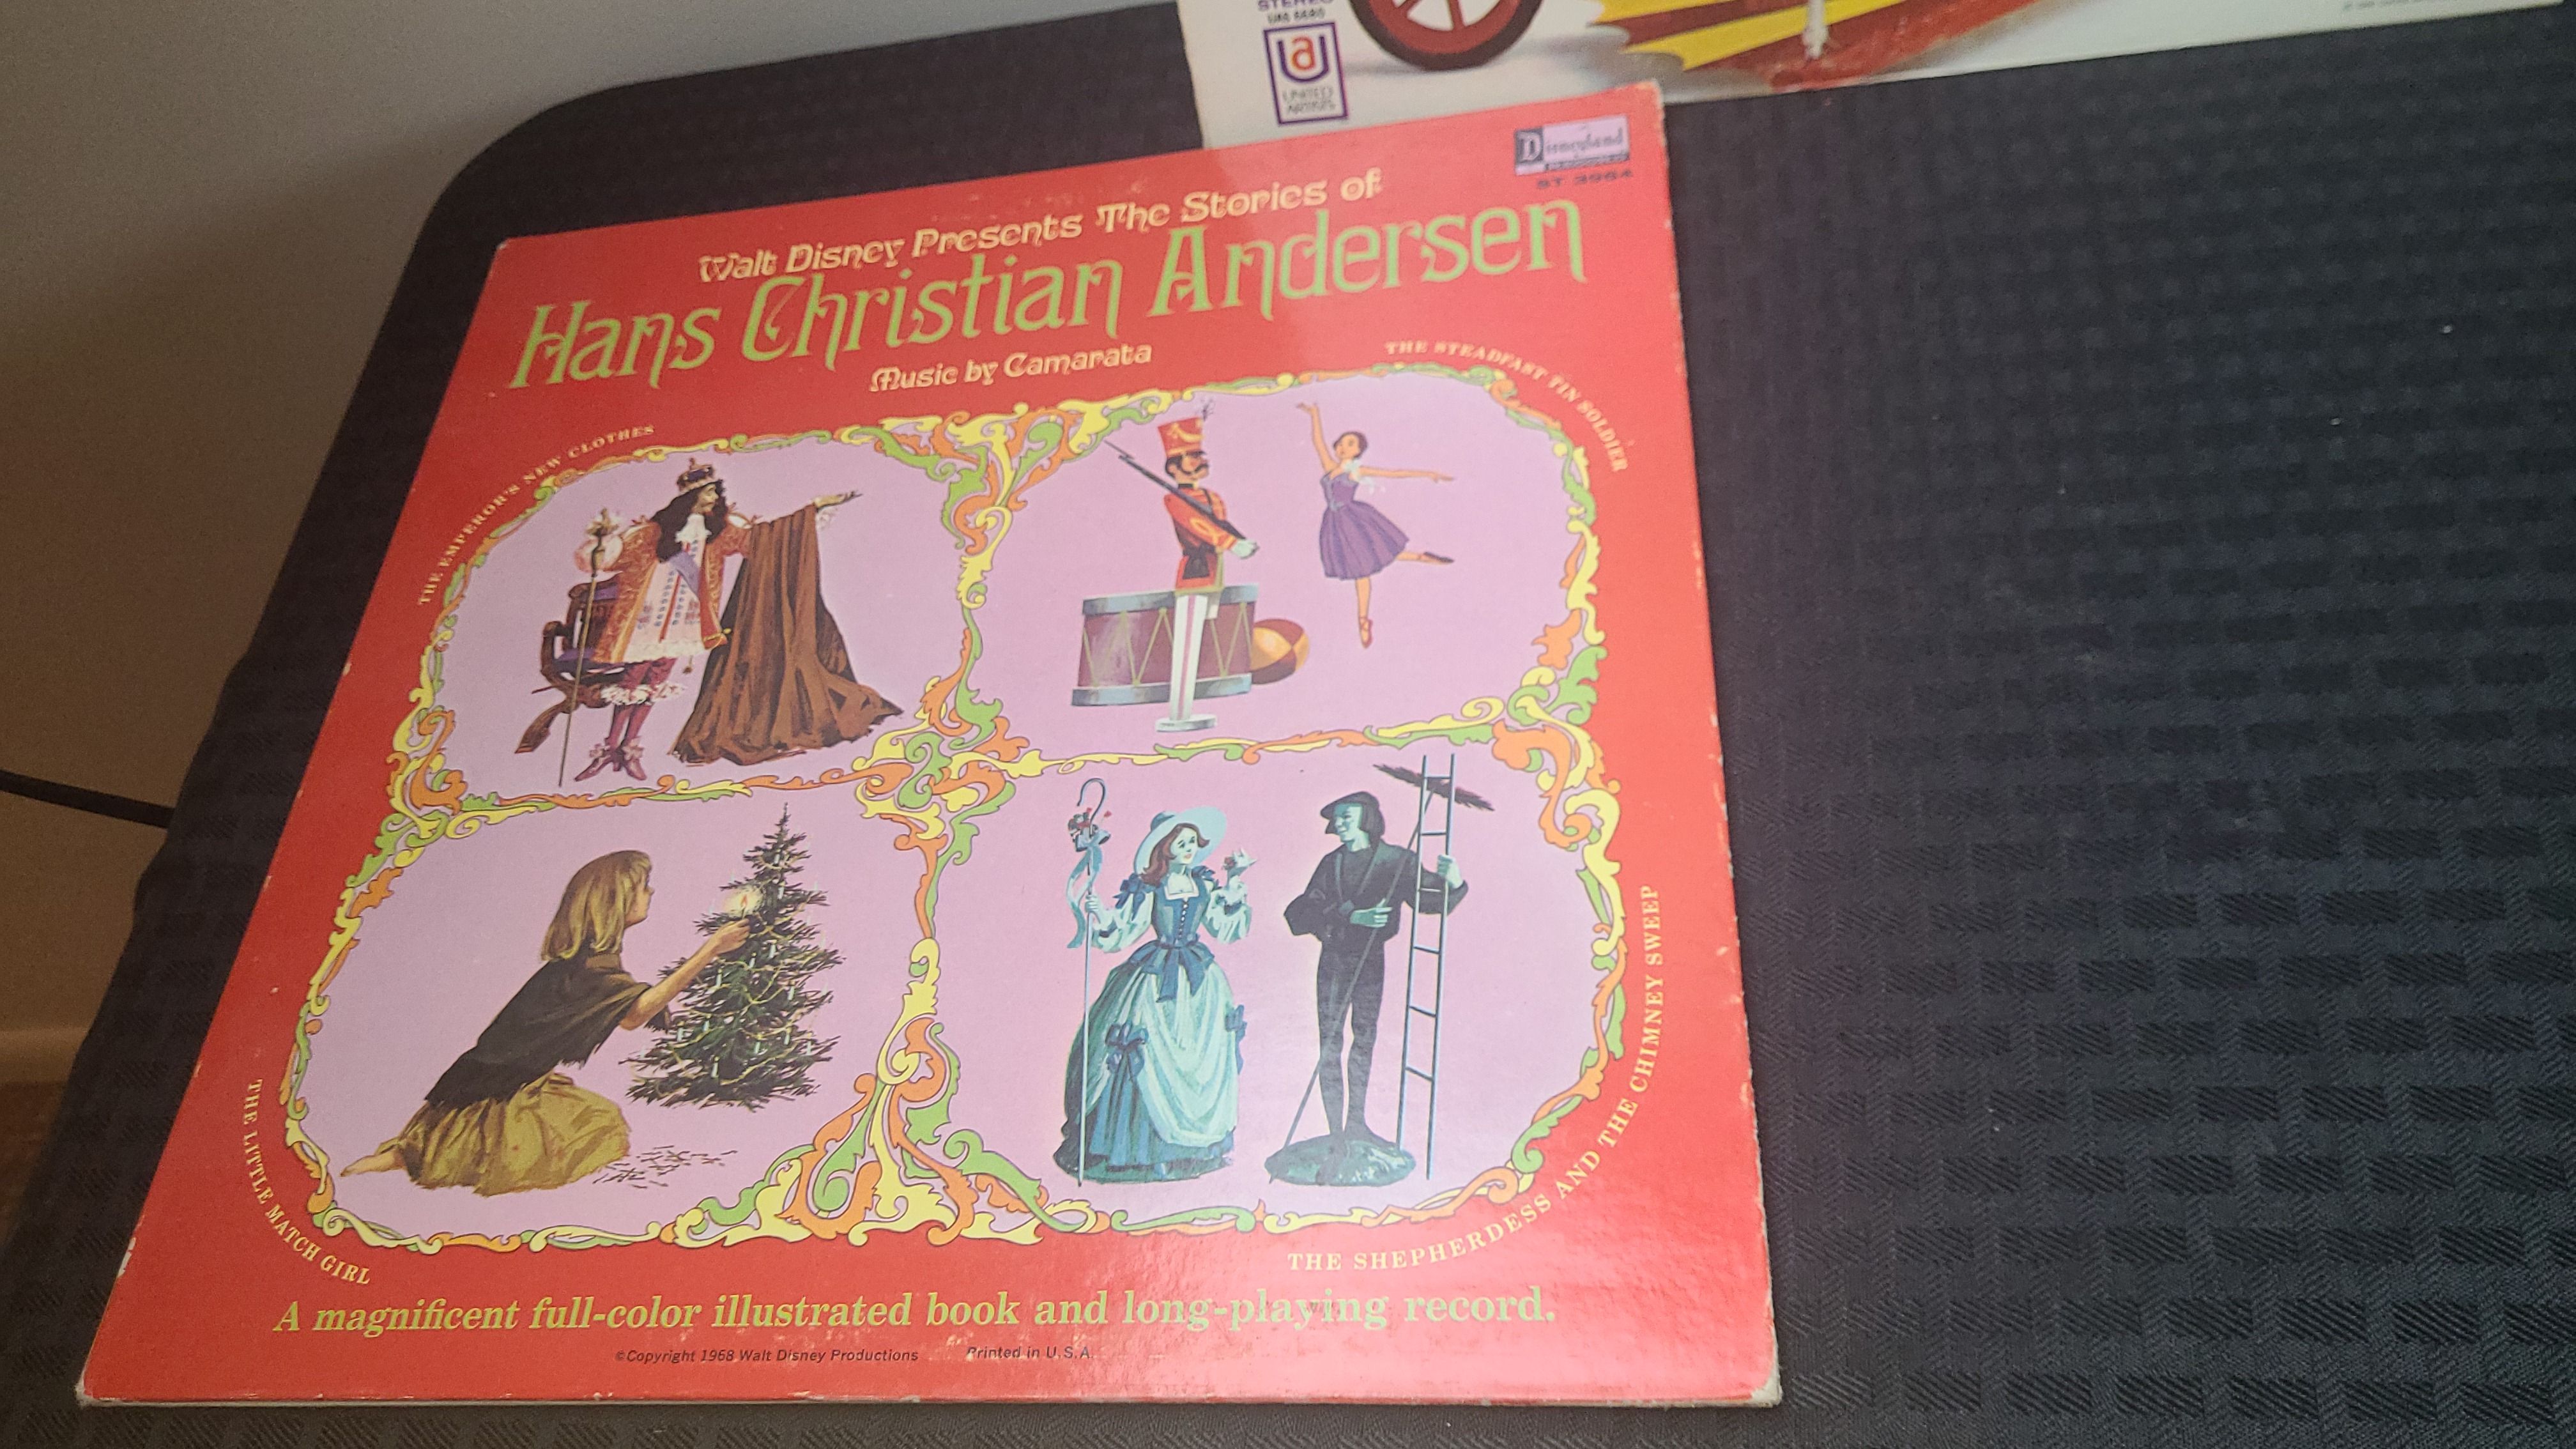 STEREO
UNITED
ARTISTS
Disneyland
ST 3964
Walt Disney Presents The Stories of
Hans Christian Andersen
Music by Camarata
THE EMPEROR'S NEW CLOTHES
THE STEADFAST TIN SOLDIER
THE LITTLE MATCH GIRL
THE SHEPHERDESS AND THE CHIMNEY SWEEP
A magnificent full-color illustrated book and long-playing record.
©Copyright 1968 Walt Disney Productions Printed in U.S.A.